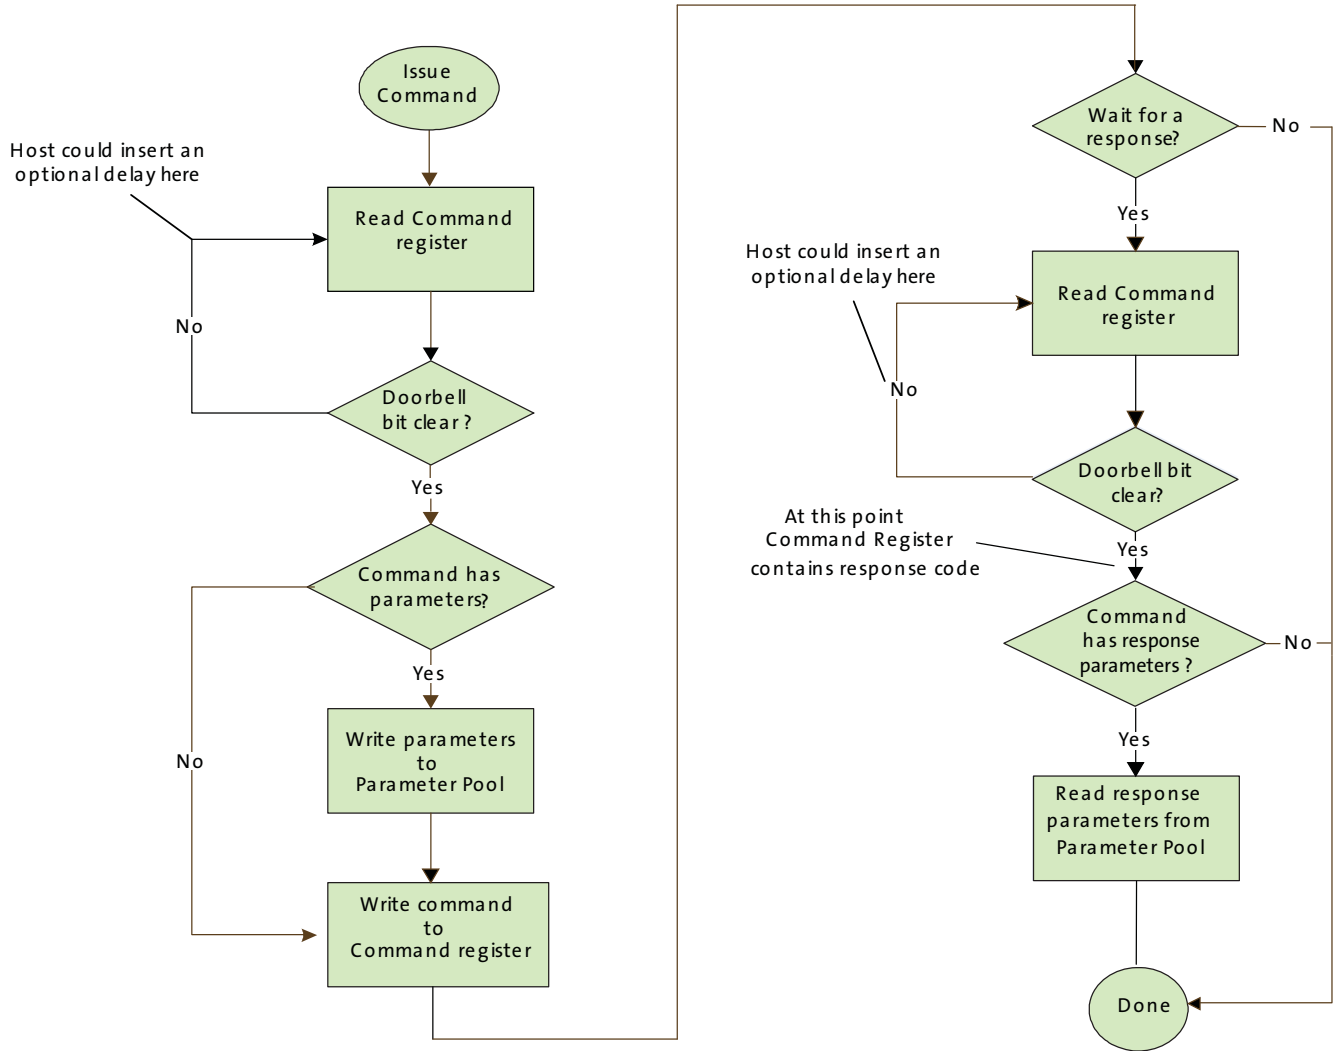 Issue
Command
Host could insert an
optional delay here
Read Command
register
No
Doorbell
bit clear ?
Yes
Command has
parameters?
Yes
No
Write parameters
to
Parameter Pool
Write command
to
Command register
Wait for a
response?
No
Yes
Host could insert an
optional delay here
Read Command
register
No
Doorbell bit
clear?
At this point
Command Register
contains response code
Yes
Command
has response
parameters ?
No
Yes
Read response
parameters from
Parameter Pool
Done